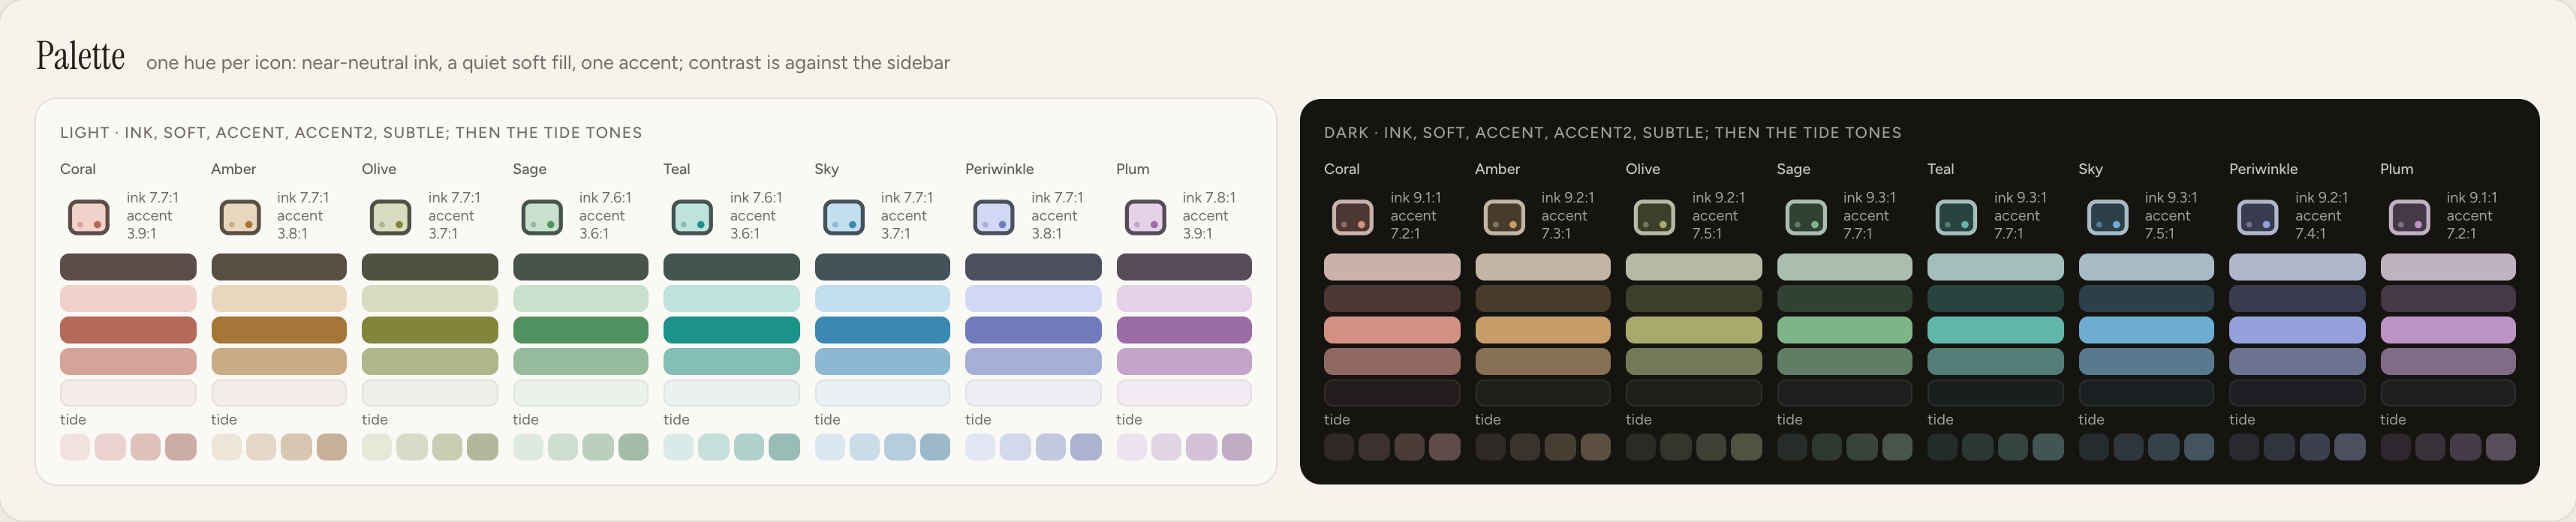 Palette one hue per icon: near-neutral ink, a quiet soft fill, one accent; contrast is against the sidebar
LIGHT · INK, SOFT, ACCENT, ACCENT2, SUBTLE; THEN THE TIDE TONES
Coral Amber Olive Sage Teal Sky Periwinkle Plum
ink 7.7:1 ink 7.7:1 ink 7.7:1 ink 7.6:1 ink 7.6:1 ink 7.7:1 ink 7.7:1 ink 7.8:1
accent accent accent accent accent accent accent accent
3.9:1 3.8:1 3.7:1 3.6:1 3.6:1 3.7:1 3.8:1 3.9:1
tide tide tide tide tide tide tide tide
DARK · INK, SOFT, ACCENT, ACCENT2, SUBTLE; THEN THE TIDE TONES
Coral Amber Olive Sage Teal Sky Periwinkle Plum
ink 9.1:1 ink 9.2:1 ink 9.2:1 ink 9.3:1 ink 9.3:1 ink 9.3:1 ink 9.2:1 ink 9.1:1
accent accent accent accent accent accent accent accent
7.2:1 7.3:1 7.5:1 7.7:1 7.7:1 7.5:1 7.4:1 7.2:1
tide tide tide tide tide tide tide tide